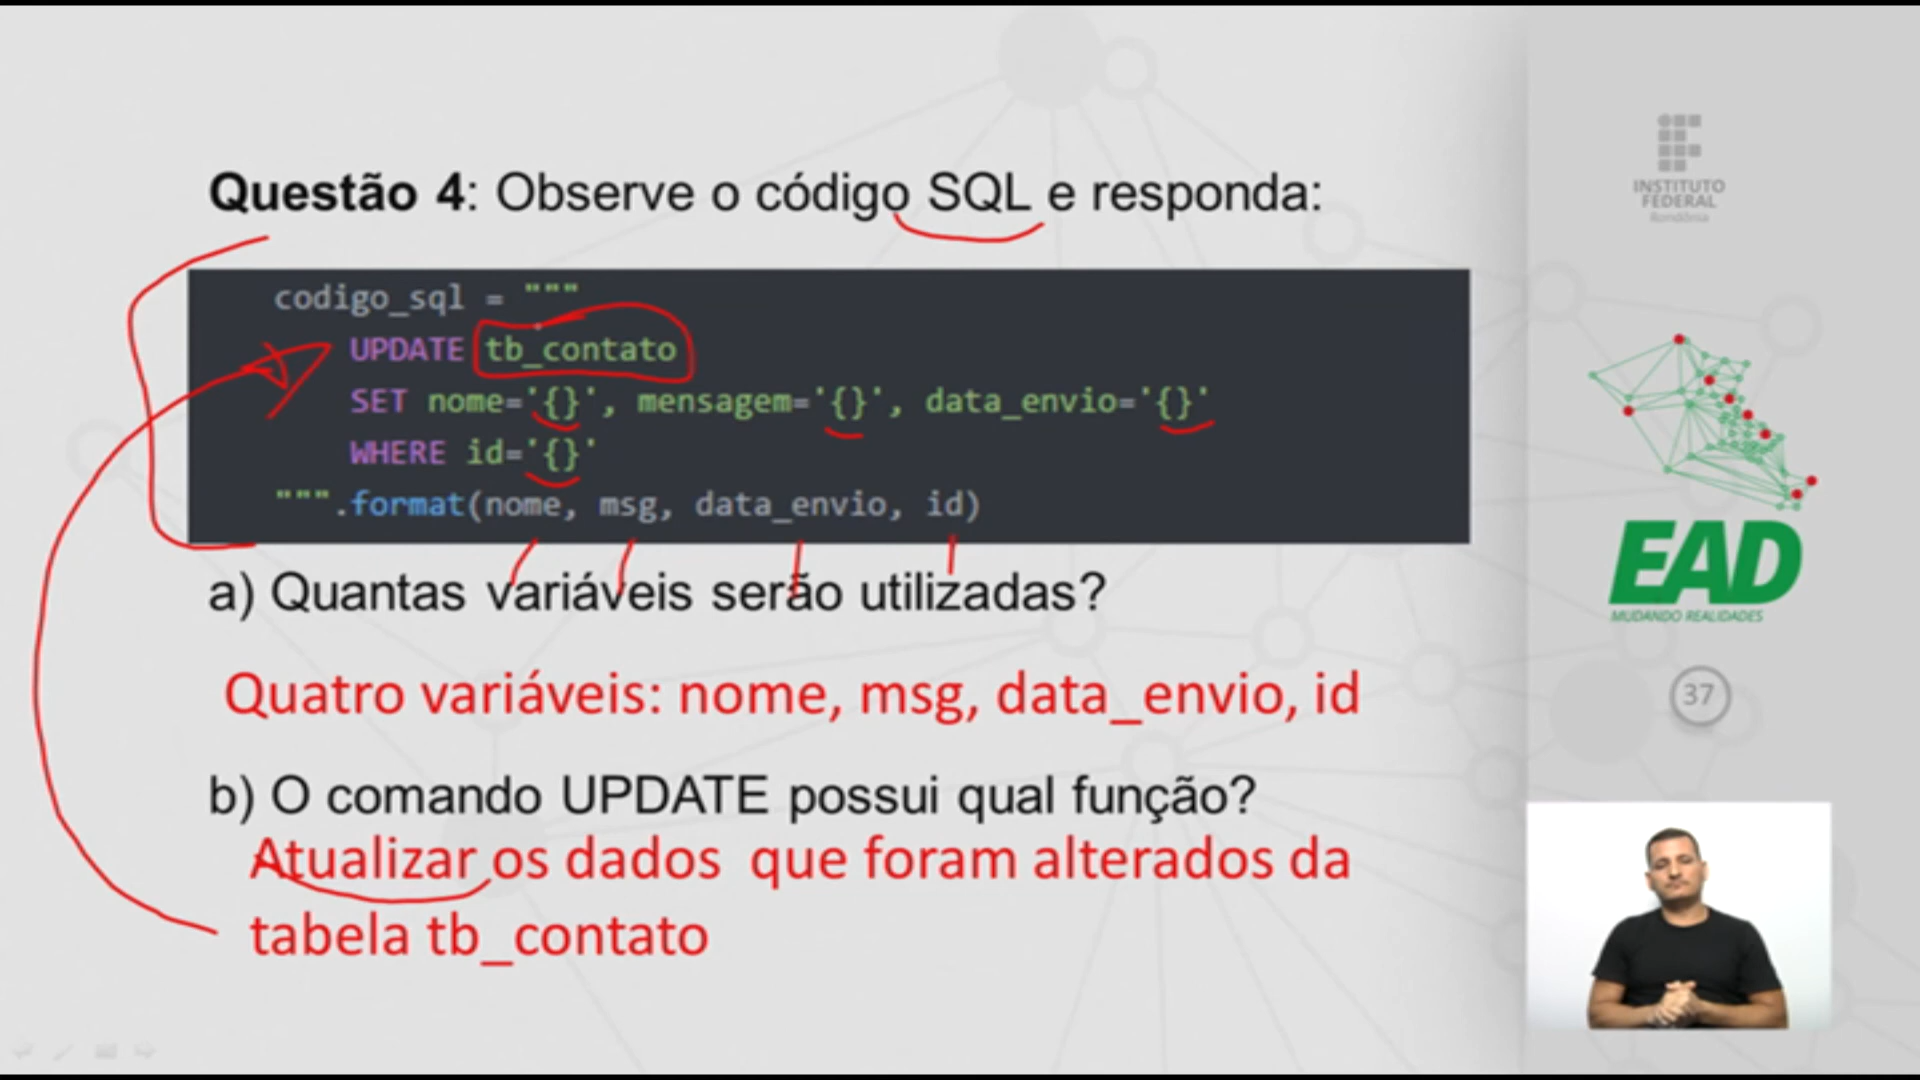 Questão 4: Observe o código SQL e responda:
codigo_sql = """
UPDATE tb_contato
SET nome='{}', mensagem='{}', data_envio='{}'
WHERE id='{}'
""".format(nome, msg, data_envio, id)
a) Quantas variáveis serão utilizadas?
Quatro variáveis: nome, msg, data_envio, id
b) O comando UPDATE possui qual função?
Atualizar os dados que foram alterados da
tabela tb_contato
INSTITUTO
FEDERAL
Rondônia
EAD
MUDANDO REALIDADES
37